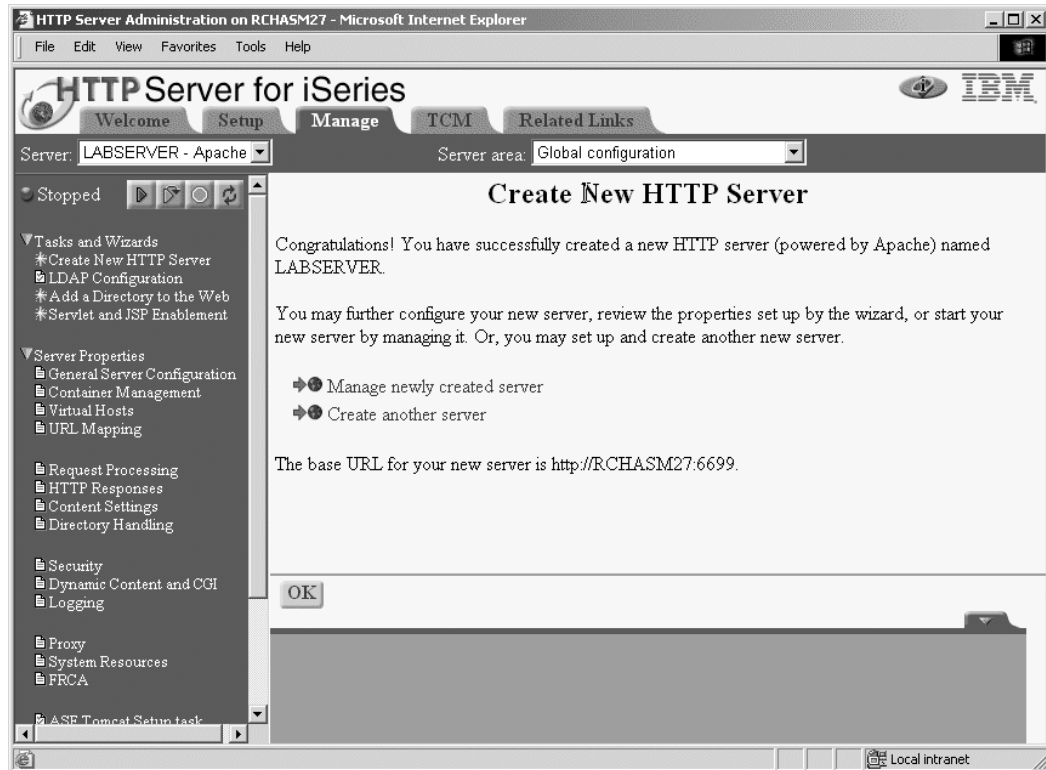 HTTP Server Administration on RCHASM27 - Microsoft Internet Explorer
File Edit View Favorites Tools Help
HTTP Server for iSeries
IBM
Welcome Setup Manage TCM Related Links
Server: LABSERVER - Apache Server area: Global configuration
Stopped
Tasks and Wizards
Create New HTTP Server
LDAP Configuration
Add a Directory to the Web
Servlet and JSP Enablement
Server Properties
General Server Configuration
Container Management
Virtual Hosts
URL Mapping
Request Processing
HTTP Responses
Content Settings
Directory Handling
Security
Dynamic Content and CGI
Logging
Proxy
System Resources
FRCA
ASF Tomcat Setup task
Create New HTTP Server
Congratulations! You have successfully created a new HTTP server (powered by Apache) named
LABSERVER.
You may further configure your new server, review the properties set up by the wizard, or start your
new server by managing it. Or, you may set up and create another new server.
Manage newly created server
Create another server
The base URL for your new server is http://RCHASM27:6699.
OK
Local intranet